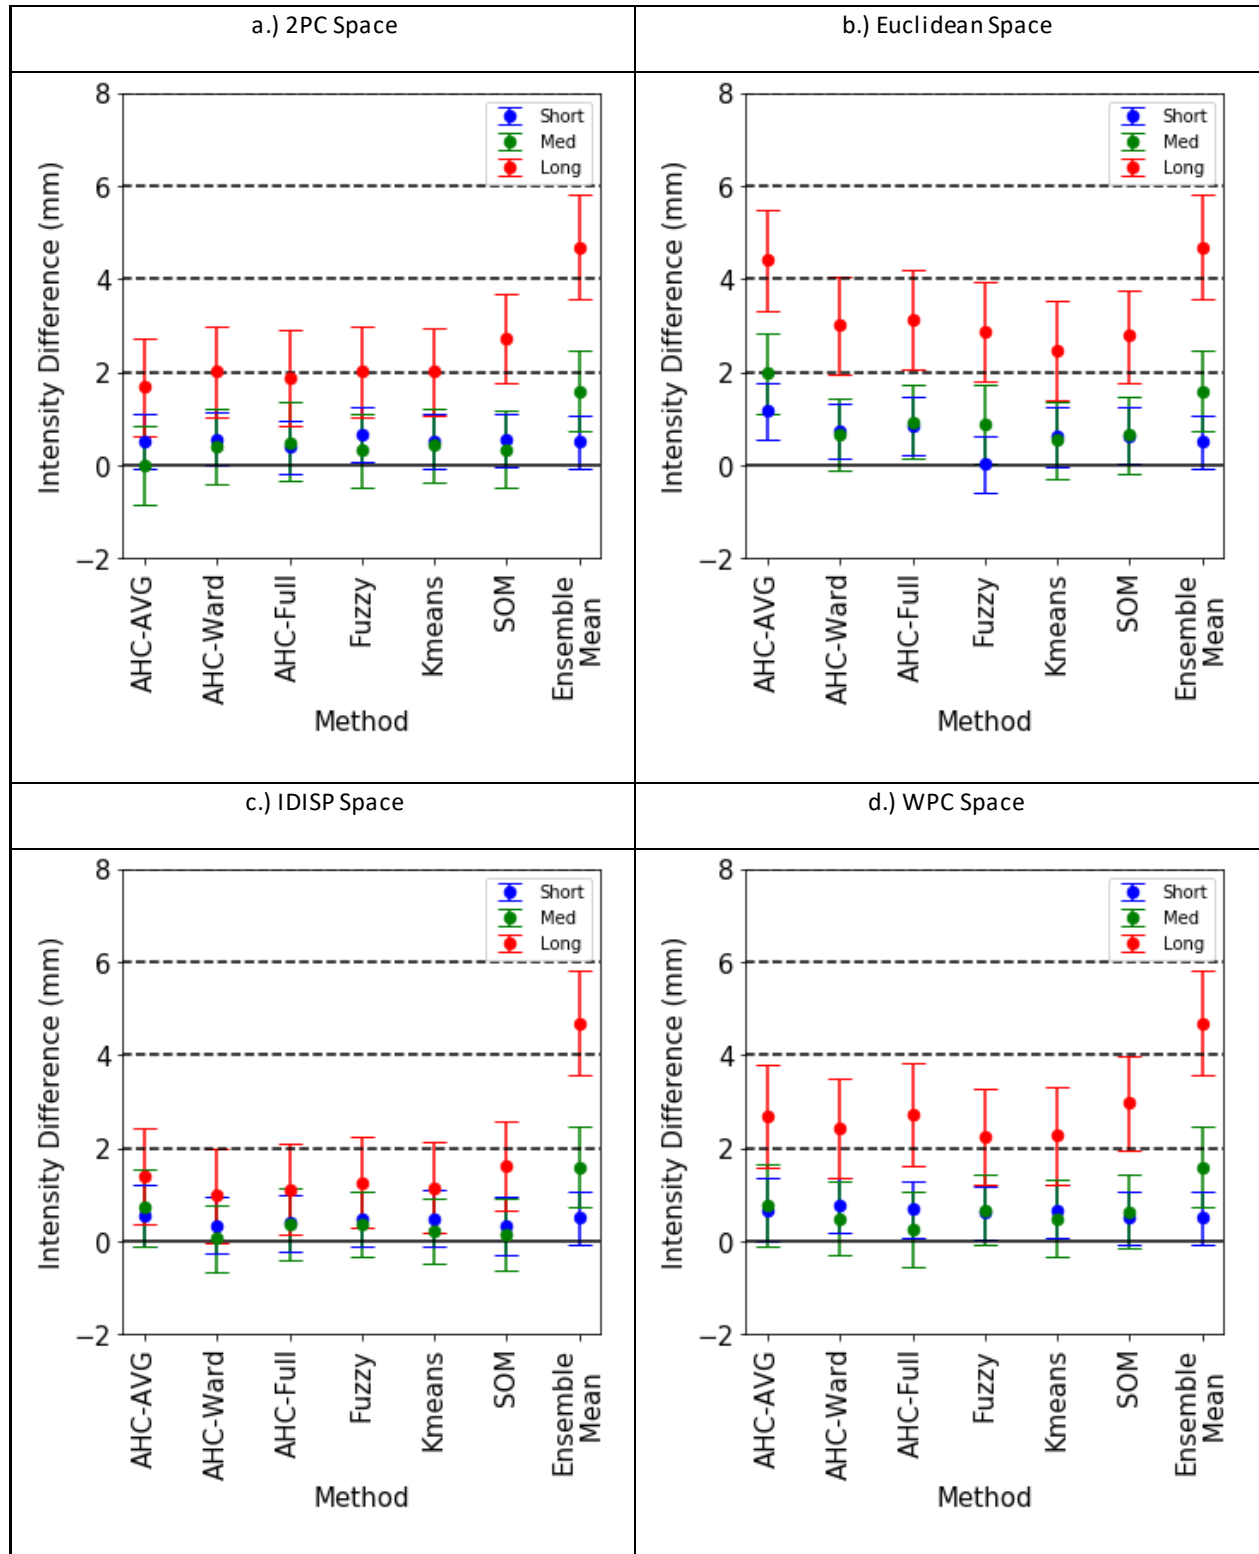 a.) 2PC Space
b.) Euclidean Space
8
6
4
2
0
−2
Intensity Difference (mm)
Short
Med
Long
AHC-AVG
AHC-Ward
AHC-Full
Fuzzy
Kmeans
SOM
Ensemble
Mean
Method
8
6
4
2
0
−2
Intensity Difference (mm)
Short
Med
Long
AHC-AVG
AHC-Ward
AHC-Full
Fuzzy
Kmeans
SOM
Ensemble
Mean
Method
c.) IDISP Space
d.) WPC Space
8
6
4
2
0
−2
Intensity Difference (mm)
Short
Med
Long
AHC-AVG
AHC-Ward
AHC-Full
Fuzzy
Kmeans
SOM
Ensemble
Mean
Method
8
6
4
2
0
−2
Intensity Difference (mm)
Short
Med
Long
AHC-AVG
AHC-Ward
AHC-Full
Fuzzy
Kmeans
SOM
Ensemble
Mean
Method